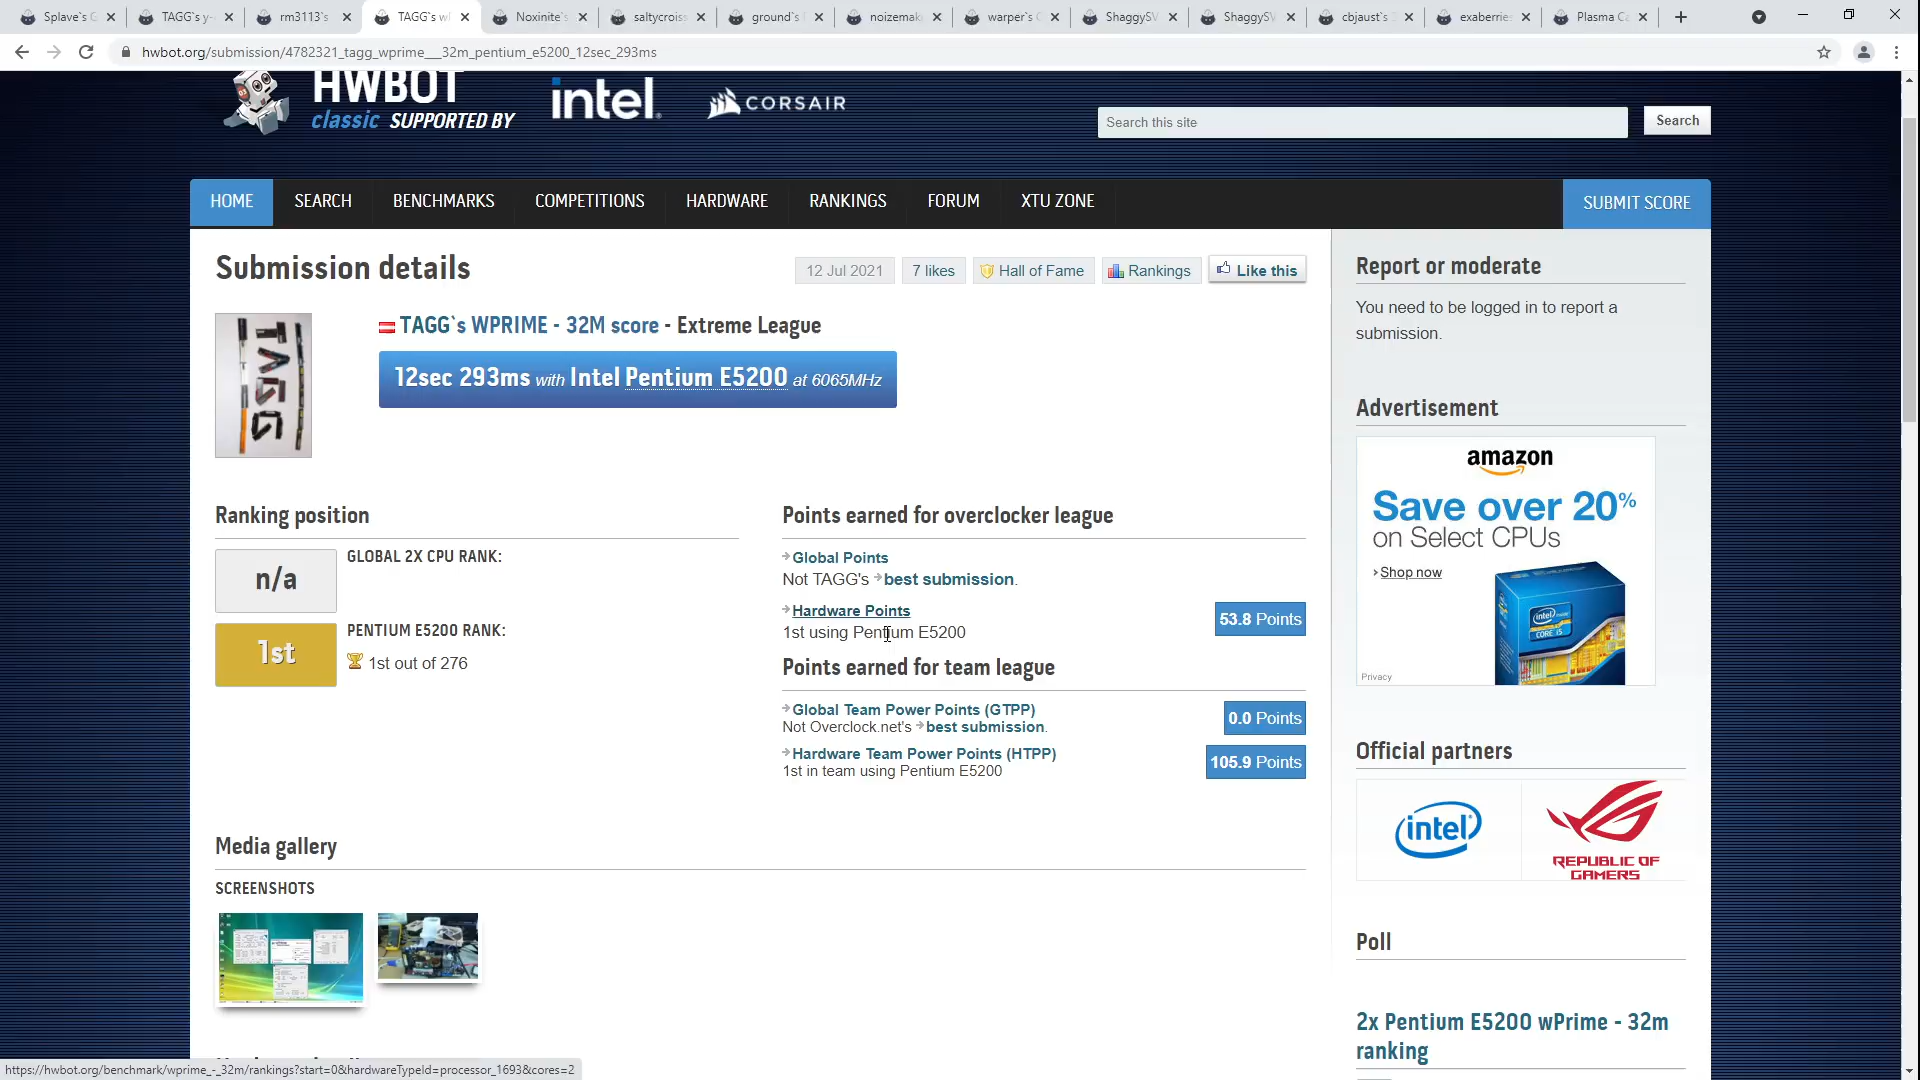 Splave`s G
TAGG`s y-
rm3113`s
TAGG`s wP
Noxinite`s
saltycrois
ground`s
noizemak
warper`s G
ShaggySV
ShaggySV
cbjaust`s
exaberrie
Plasma Ca
hwbot.org/submission/4782321_tagg_wprime___32m_pentium_e5200_12sec_293ms
HWBOT
classic SUPPORTED BY
intel.
CORSAIR
Search this site
Search
HOME
SEARCH
BENCHMARKS
COMPETITIONS
HARDWARE
RANKINGS
FORUM
XTU ZONE
SUBMIT SCORE
Submission details
12 Jul 2021
7 likes
Hall of Fame
Rankings
Like this
TAGG
TAGG`s WPRIME - 32M score - Extreme League
12sec 293ms with Intel Pentium E5200 at 6065MHz
Ranking position
n/a
GLOBAL 2X CPU RANK:
1st
PENTIUM E5200 RANK:
1st out of 276
Points earned for overclocker league
Global Points
Not TAGG's best submission.
Hardware Points
1st using Pentium E5200
53.8 Points
Points earned for team league
Global Team Power Points (GTPP)
Not Overclock.net's best submission.
0.0 Points
Hardware Team Power Points (HTPP)
1st in team using Pentium E5200
105.9 Points
Media gallery
SCREENSHOTS
Report or moderate
You need to be logged in to report a
submission.
Advertisement
amazon
Save over 20%
on Select CPUs
Shop now
intel
CORE i5
Privacy
Official partners
intel
REPUBLIC OF
GAMERS
Poll
2x Pentium E5200 wPrime - 32m
ranking
https://hwbot.org/benchmark/wprime_-_32m/rankings?start=0&hardwareTypeId=processor_1693&cores=2